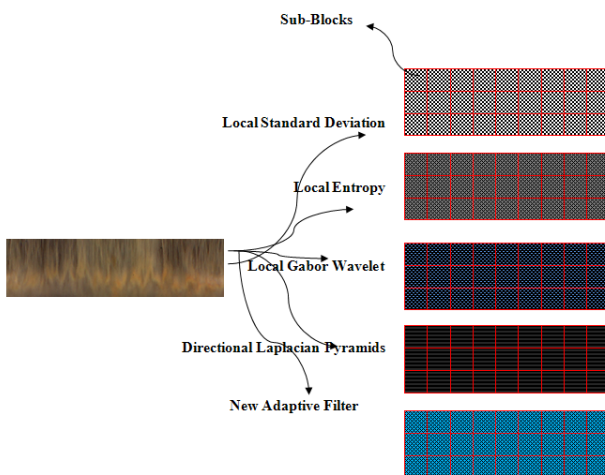 Sub-Blocks
Local Standard Deviation
Local Entropy
Local Gabor Wavelet
Directional Laplacian Pyramids
New Adaptive Filter